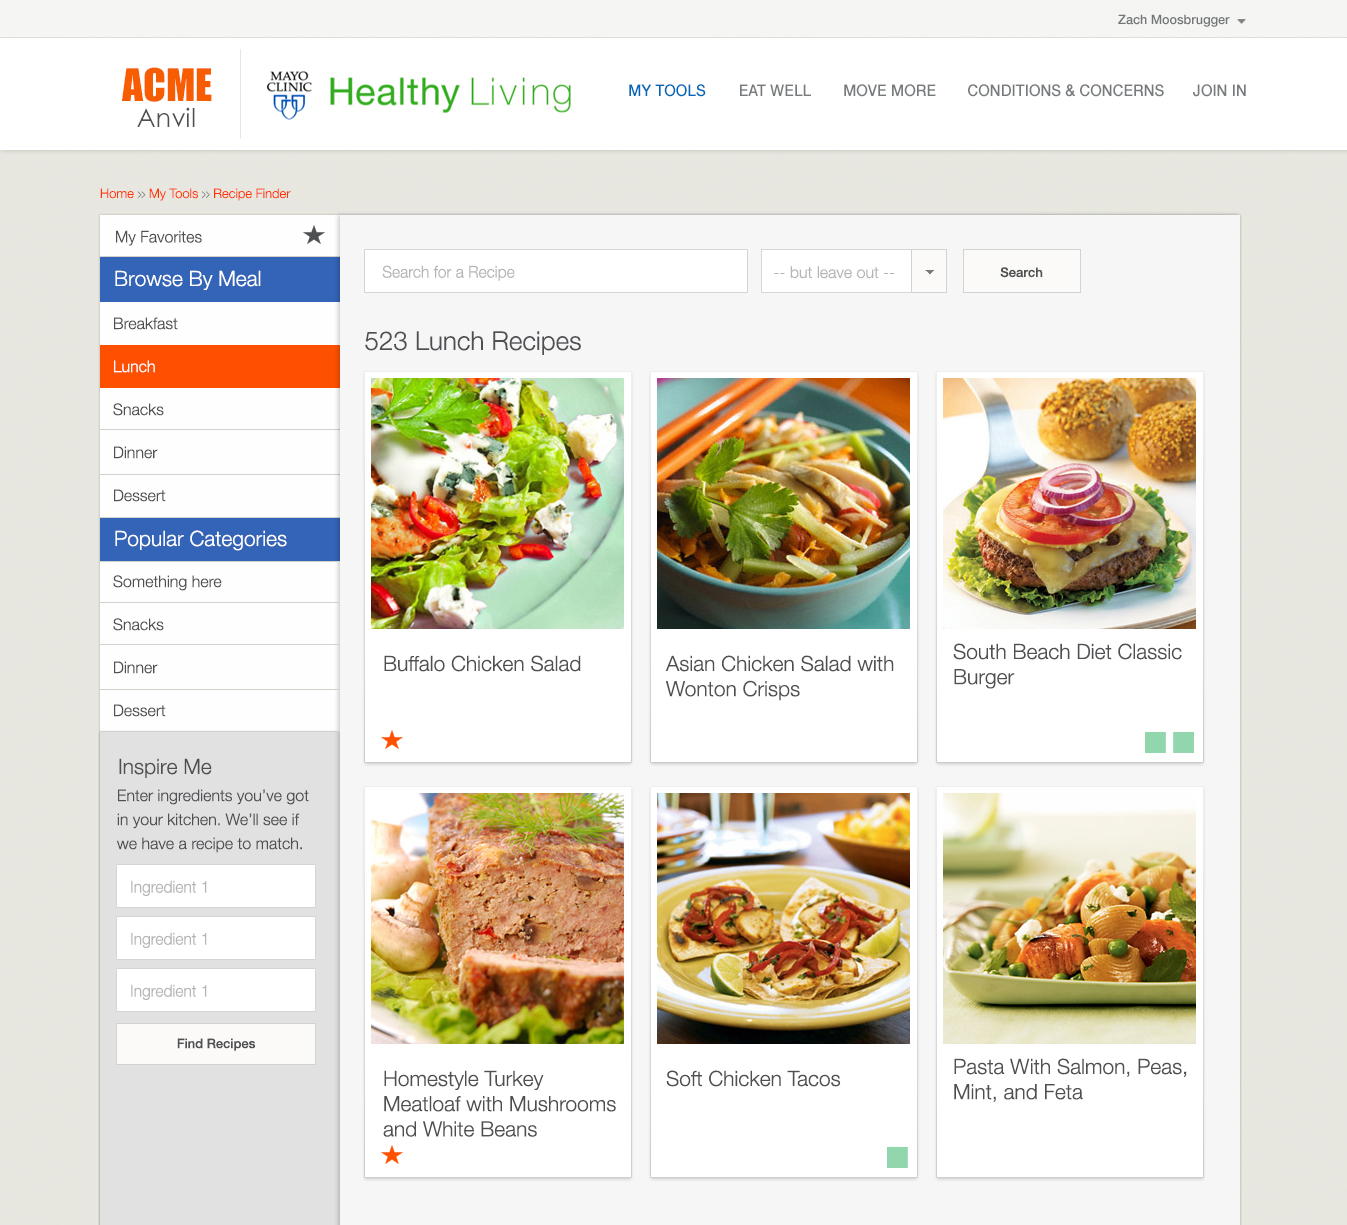 Zach Moosbrugger
ACME
Anvil
MAYO
CLINIC
Healthy Living
MY TOOLS
EAT WELL
MOVE MORE
CONDITIONS & CONCERNS
JOIN IN
Home » My Tools » Recipe Finder
My Favorites
Browse By Meal
Breakfast
Lunch
Snacks
Dinner
Dessert
Popular Categories
Something here
Snacks
Dinner
Dessert
Inspire Me
Enter ingredients you've got
in your kitchen. We'll see if
we have a recipe to match.
Ingredient 1
Ingredient 1
Ingredient 1
Find Recipes
Search for a Recipe
-- but leave out --
Search
523 Lunch Recipes
Buffalo Chicken Salad
Asian Chicken Salad with
Wonton Crisps
South Beach Diet Classic
Burger
Homestyle Turkey
Meatloaf with Mushrooms
and White Beans
Soft Chicken Tacos
Pasta With Salmon, Peas,
Mint, and Feta